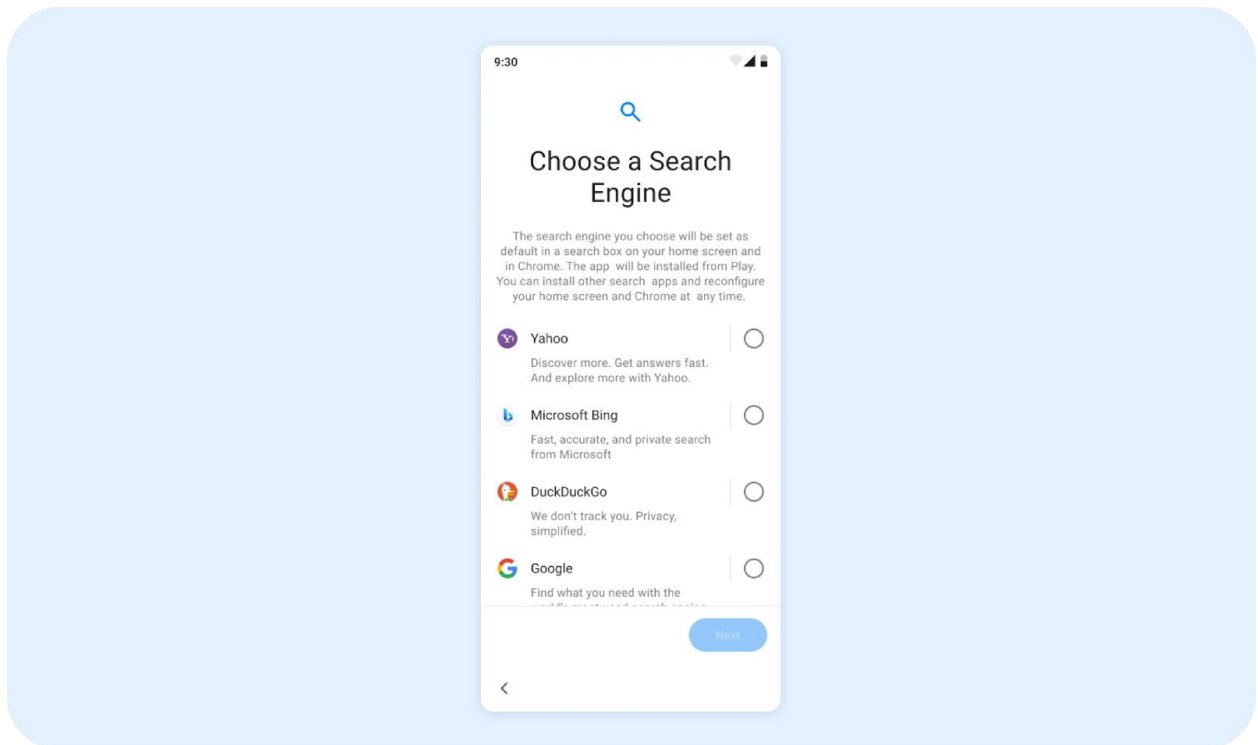 9:30
Choose a Search
Engine
The search engine you choose will be set as
default in a search box on your home screen and
in Chrome. The app will be installed from Play.
You can install other search apps and reconfigure
your home screen and Chrome at any time.
Yahoo
Discover more. Get answers fast.
And explore more with Yahoo.
Microsoft Bing
Fast, accurate, and private search
from Microsoft
DuckDuckGo
We don't track you. Privacy,
simplified.
Google
Find what you need with the
Next